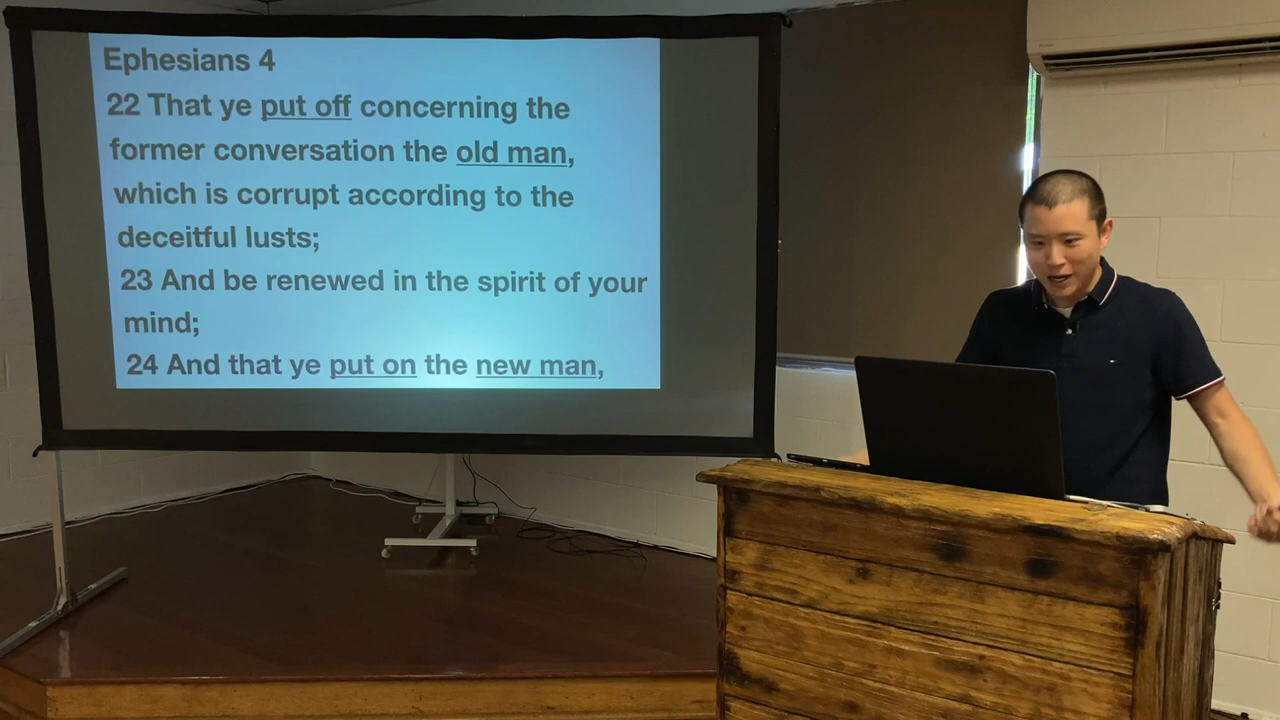 Ephesians 4
22 That ye put off concerning the
former conversation the old man,
which is corrupt according to the
deceitful lusts;
23 And be renewed in the spirit of your
mind;
24 And that ye put on the new man,